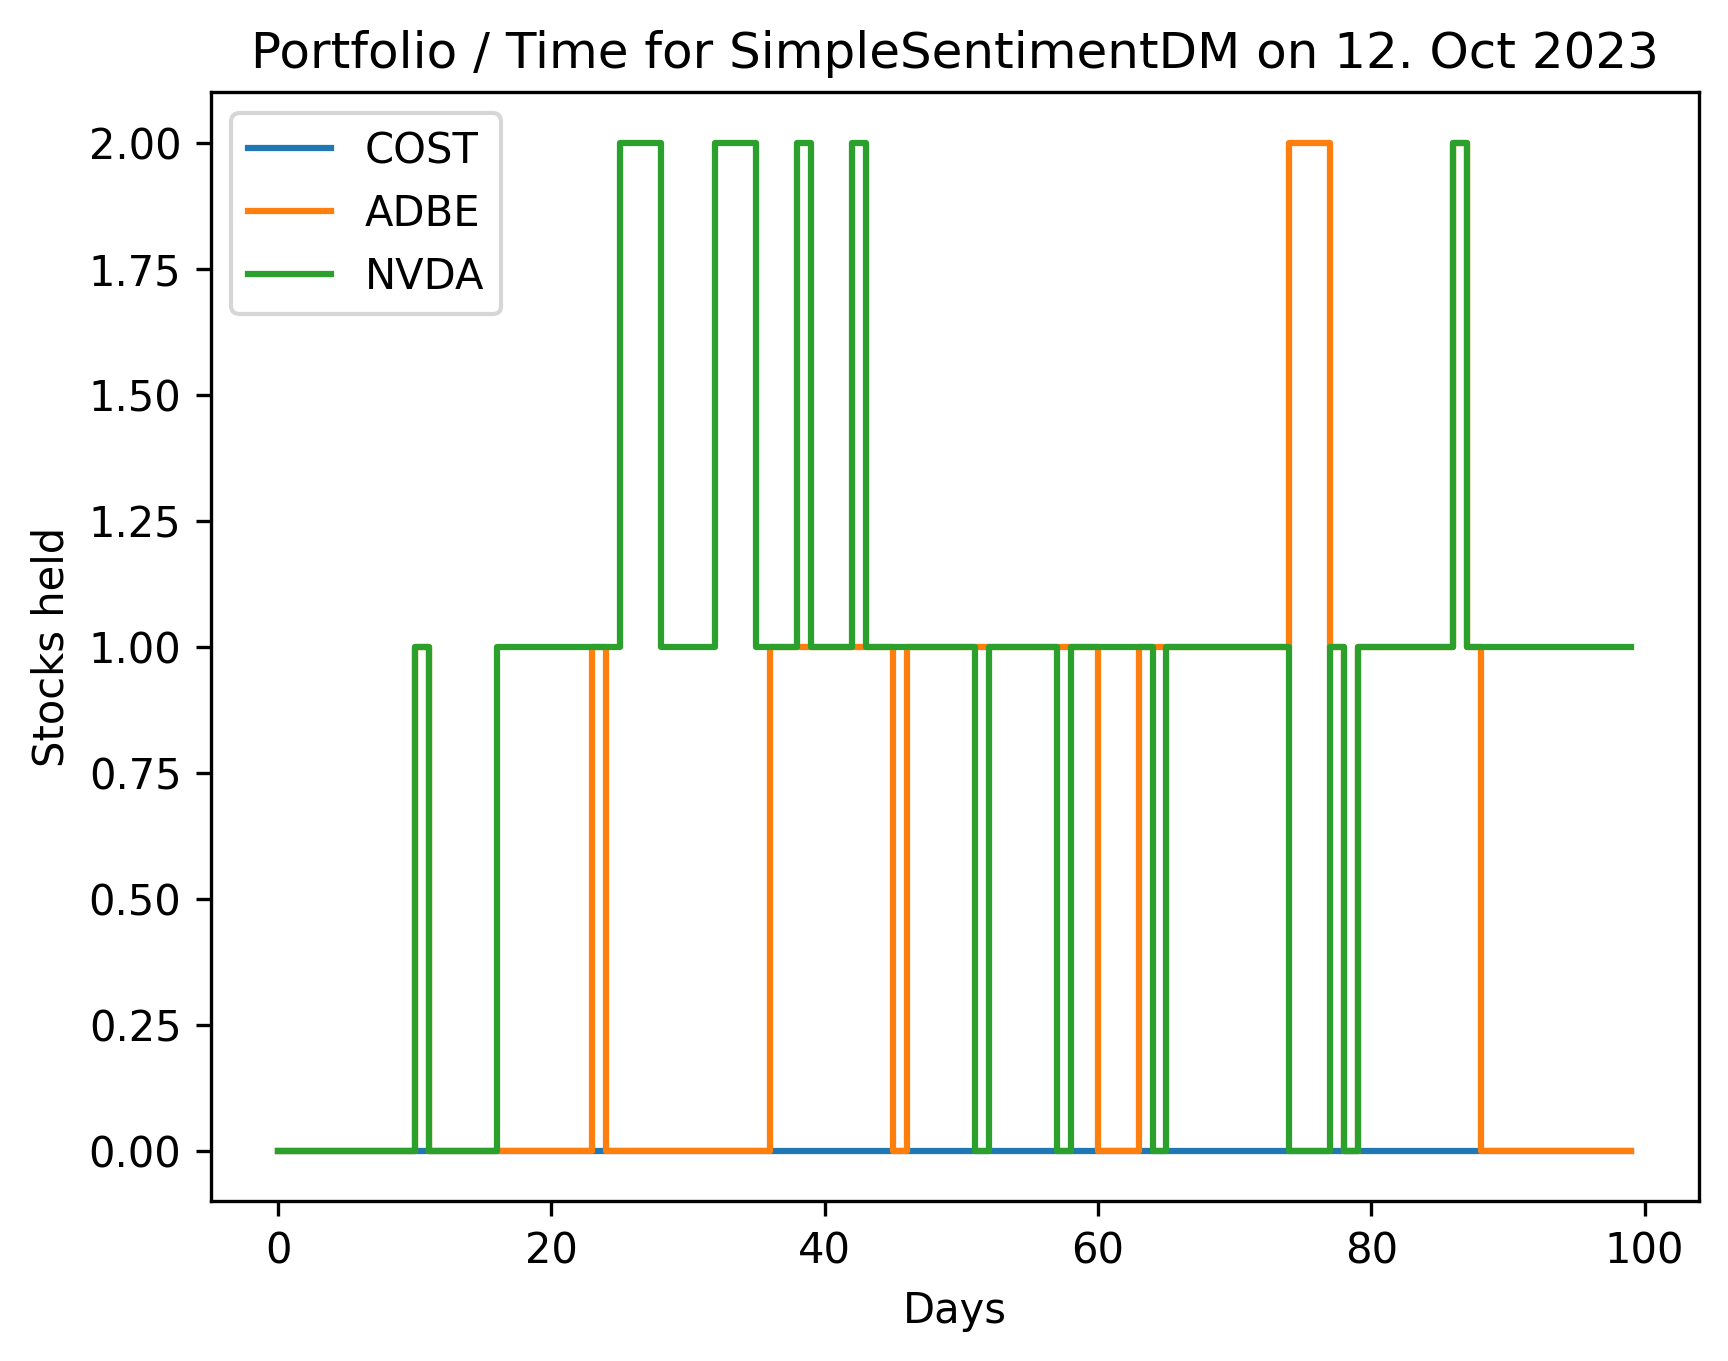 Portfolio / Time for SimpleSentimentDM on 12. Oct 2023
COST
ADBE
NVDA
2.00
1.75
1.50
1.25
1.00
0.75
0.50
0.25
0.00
Stocks held
0 20 40 60 80 100
Days